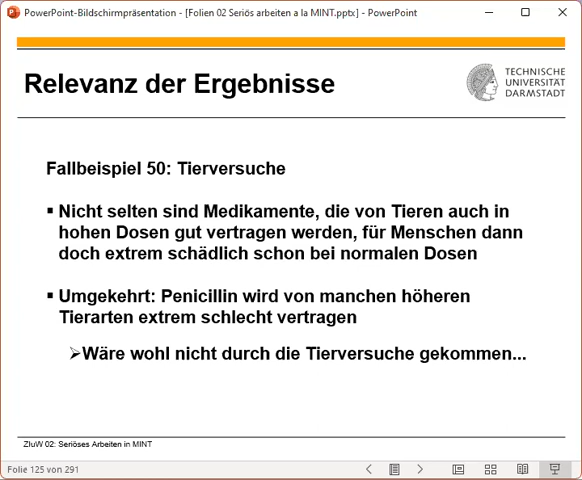 PowerPoint-Bildschirmpräsentation - [Folien 02 Seriös arbeiten a la MINT.pptx] - PowerPoint
Relevanz der Ergebnisse
TECHNISCHE
UNIVERSITÄT
DARMSTADT
Fallbeispiel 50: Tierversuche
▪ Nicht selten sind Medikamente, die von Tieren auch in
hohen Dosen gut vertragen werden, für Menschen dann
doch extrem schädlich schon bei normalen Dosen
▪ Umgekehrt: Penicillin wird von manchen höheren
Tierarten extrem schlecht vertragen
➢Wäre wohl nicht durch die Tierversuche gekommen...
ZIuW 02: Seriöses Arbeiten in MINT
Folie 125 von 291